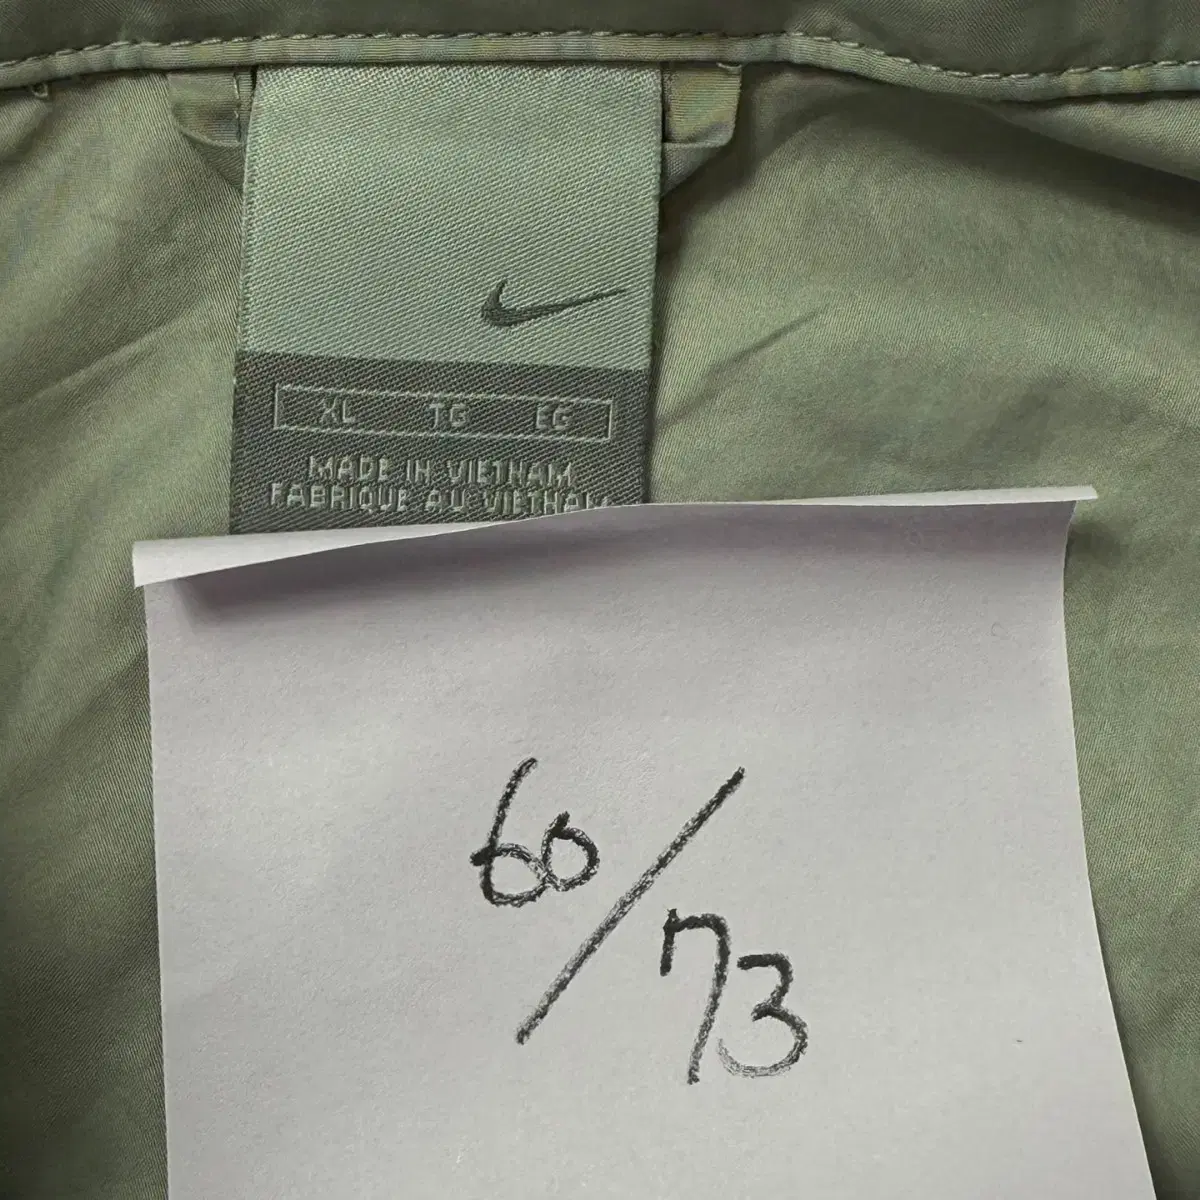 XL TG EG
MADE IN VIETNAM
FABRIQUE AU VIETNAM
60/73